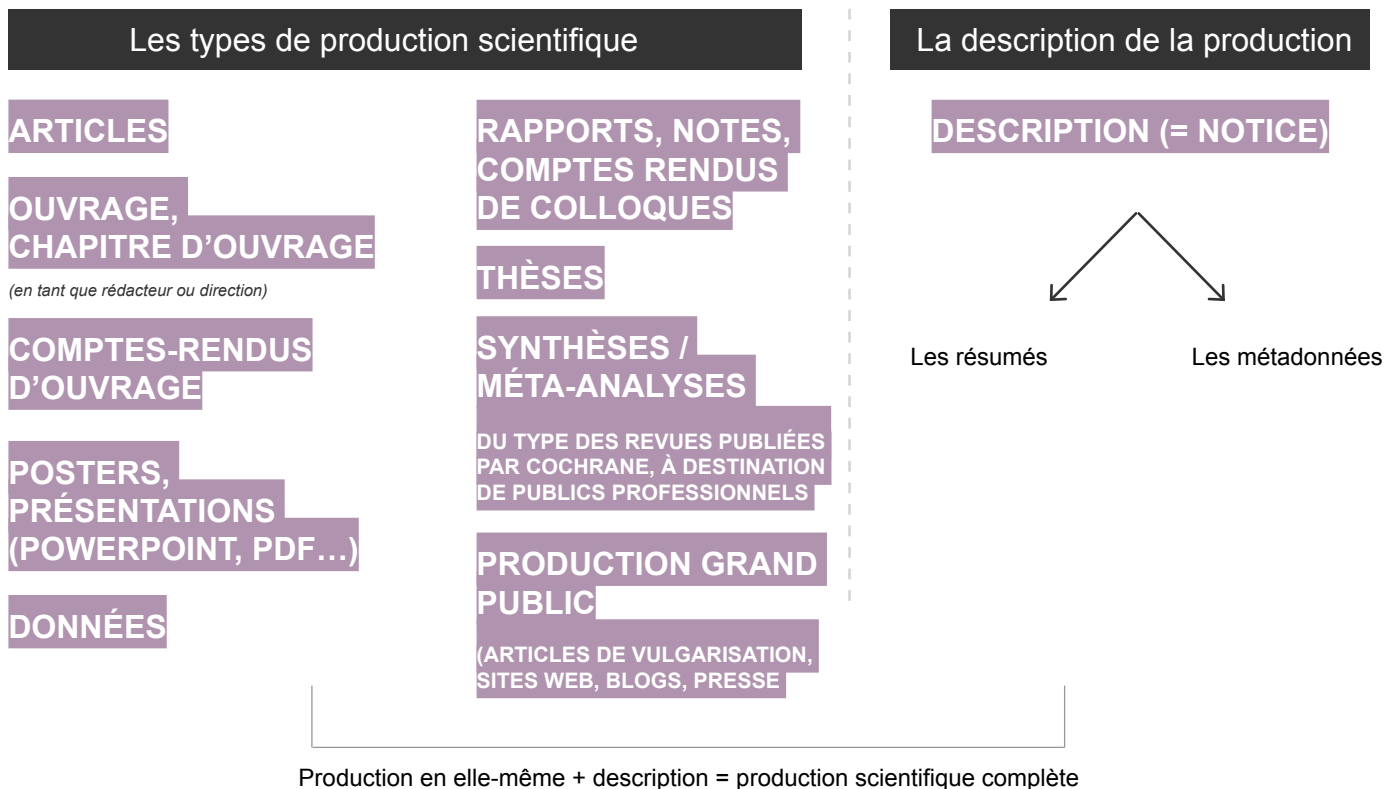 Les types de production scientifique
ARTICLES
OUVRAGE,
CHAPITRE D’OUVRAGE
(en tant que rédacteur ou direction)
COMPTES-RENDUS
D’OUVRAGE
POSTERS,
PRÉSENTATIONS
(POWERPOINT, PDF…)
DONNÉES
RAPPORTS, NOTES,
COMPTES RENDUS
DE COLLOQUES
THÈSES
SYNTHÈSES /
MÉTA-ANALYSES
DU TYPE DES REVUES PUBLIÉES
PAR COCHRANE, À DESTINATION
DE PUBLICS PROFESSIONNELS
PRODUCTION GRAND
PUBLIC
(ARTICLES DE VULGARISATION,
SITES WEB, BLOGS, PRESSE
La description de la production
DESCRIPTION (= NOTICE)
Les résumés
Les métadonnées
Production en elle-même + description = production scientifique complète